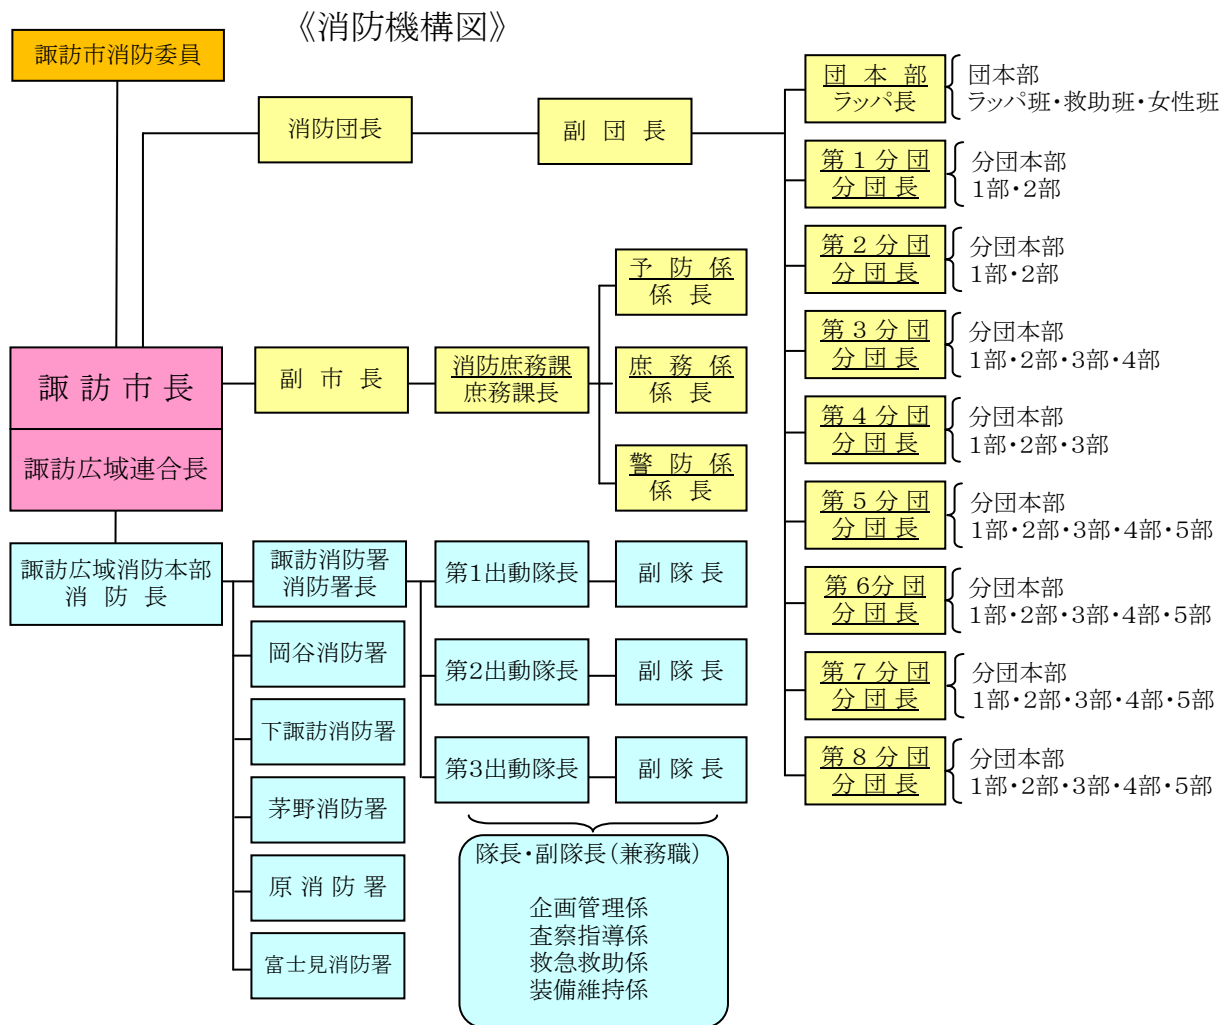 《消防機構図》
諏訪市消防委員
消防団長
副 団 長
団 本 部
ラッパ長
団本部
ラッパ班・救助班・女性班
第1分団
分団長
分団本部
1部・2部
第2分団
分団長
分団本部
1部・2部
第3分団
分団長
分団本部
1部・2部・3部・4部
第4分団
分団長
分団本部
1部・2部・3部
第5分団
分団長
分団本部
1部・2部・3部・4部・5部
第6分団
分団長
分団本部
1部・2部・3部・4部・5部
第7分団
分団長
分団本部
1部・2部・3部・4部・5部
第8分団
分団長
分団本部
1部・2部・3部・4部・5部
諏訪市長
副 市 長
消防庶務課
庶務課長
予 防 係
係 長
庶 務 係
係 長
警 防 係
係 長
諏訪広域連合長
諏訪広域消防本部
消 防 長
諏訪消防署
消防署長
岡谷消防署
下諏訪消防署
茅野消防署
原 消 防 署
富士見消防署
第1出動隊長
副 隊 長
第2出動隊長
副 隊 長
第3出動隊長
副 隊 長
隊長・副隊長(兼務職)
企画管理係
査察指導係
救急救助係
装備維持係